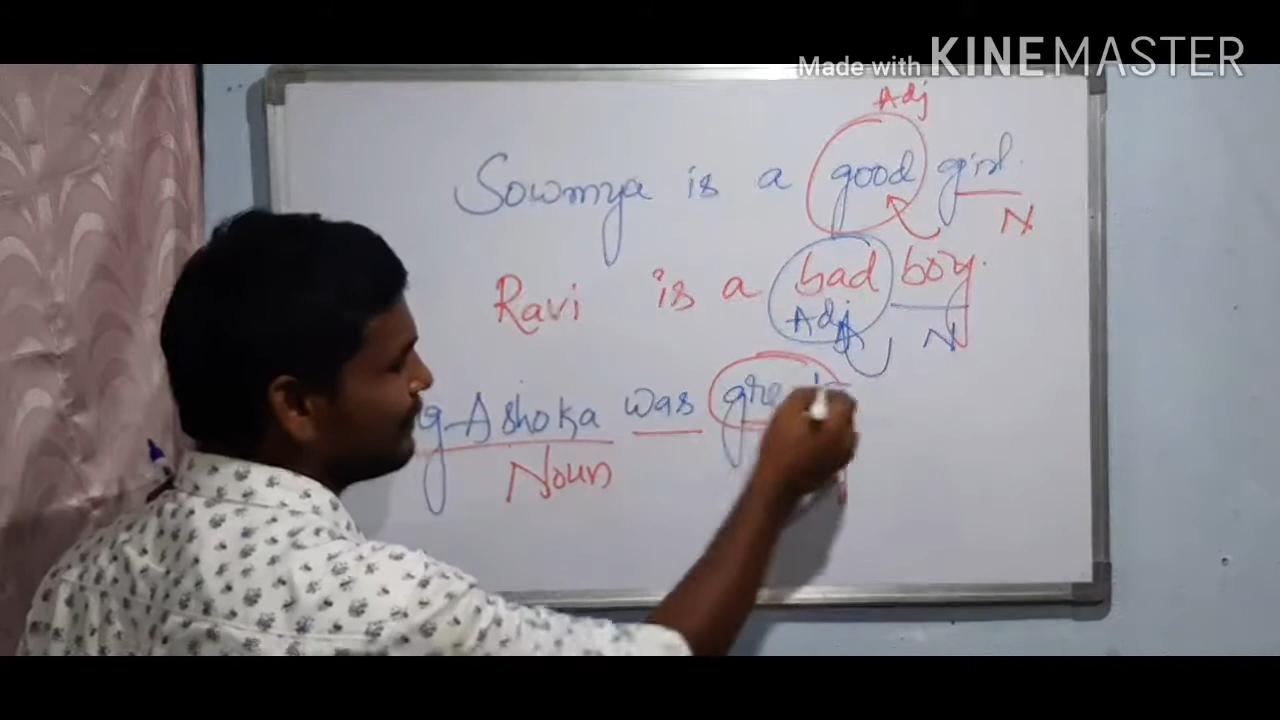 Made with KINEMASTER
Adj
Sowmya is a good girl.
N
Ravi is a bad boy.
Adj N
g Ashoka was
Noun